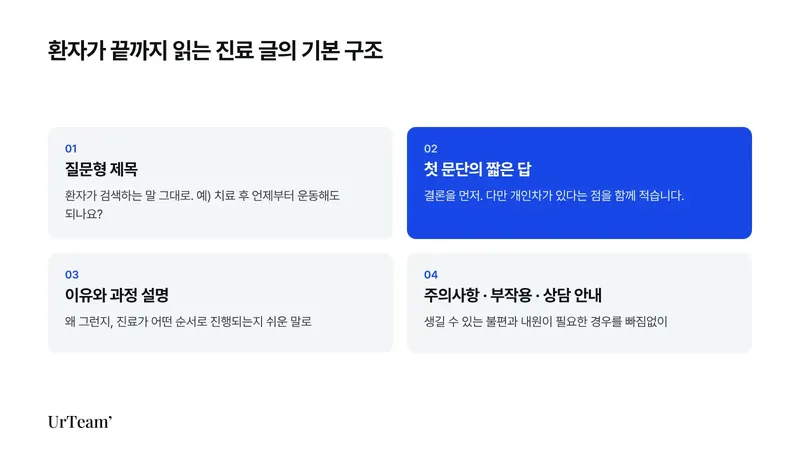 환자가 끝까지 읽는 진료 글의 기본 구조
01
질문형 제목
환자가 검색하는 말 그대로. 예) 치료 후 언제부터 운동해도
되나요?
02
첫 문단의 짧은 답
결론을 먼저. 다만 개인차가 있다는 점을 함께 적습니다.
03
이유와 과정 설명
왜 그런지, 진료가 어떤 순서로 진행되는지 쉬운 말로
04
주의사항 · 부작용 · 상담 안내
생길 수 있는 불편과 내원이 필요한 경우를 빠짐없이
UrTeam’